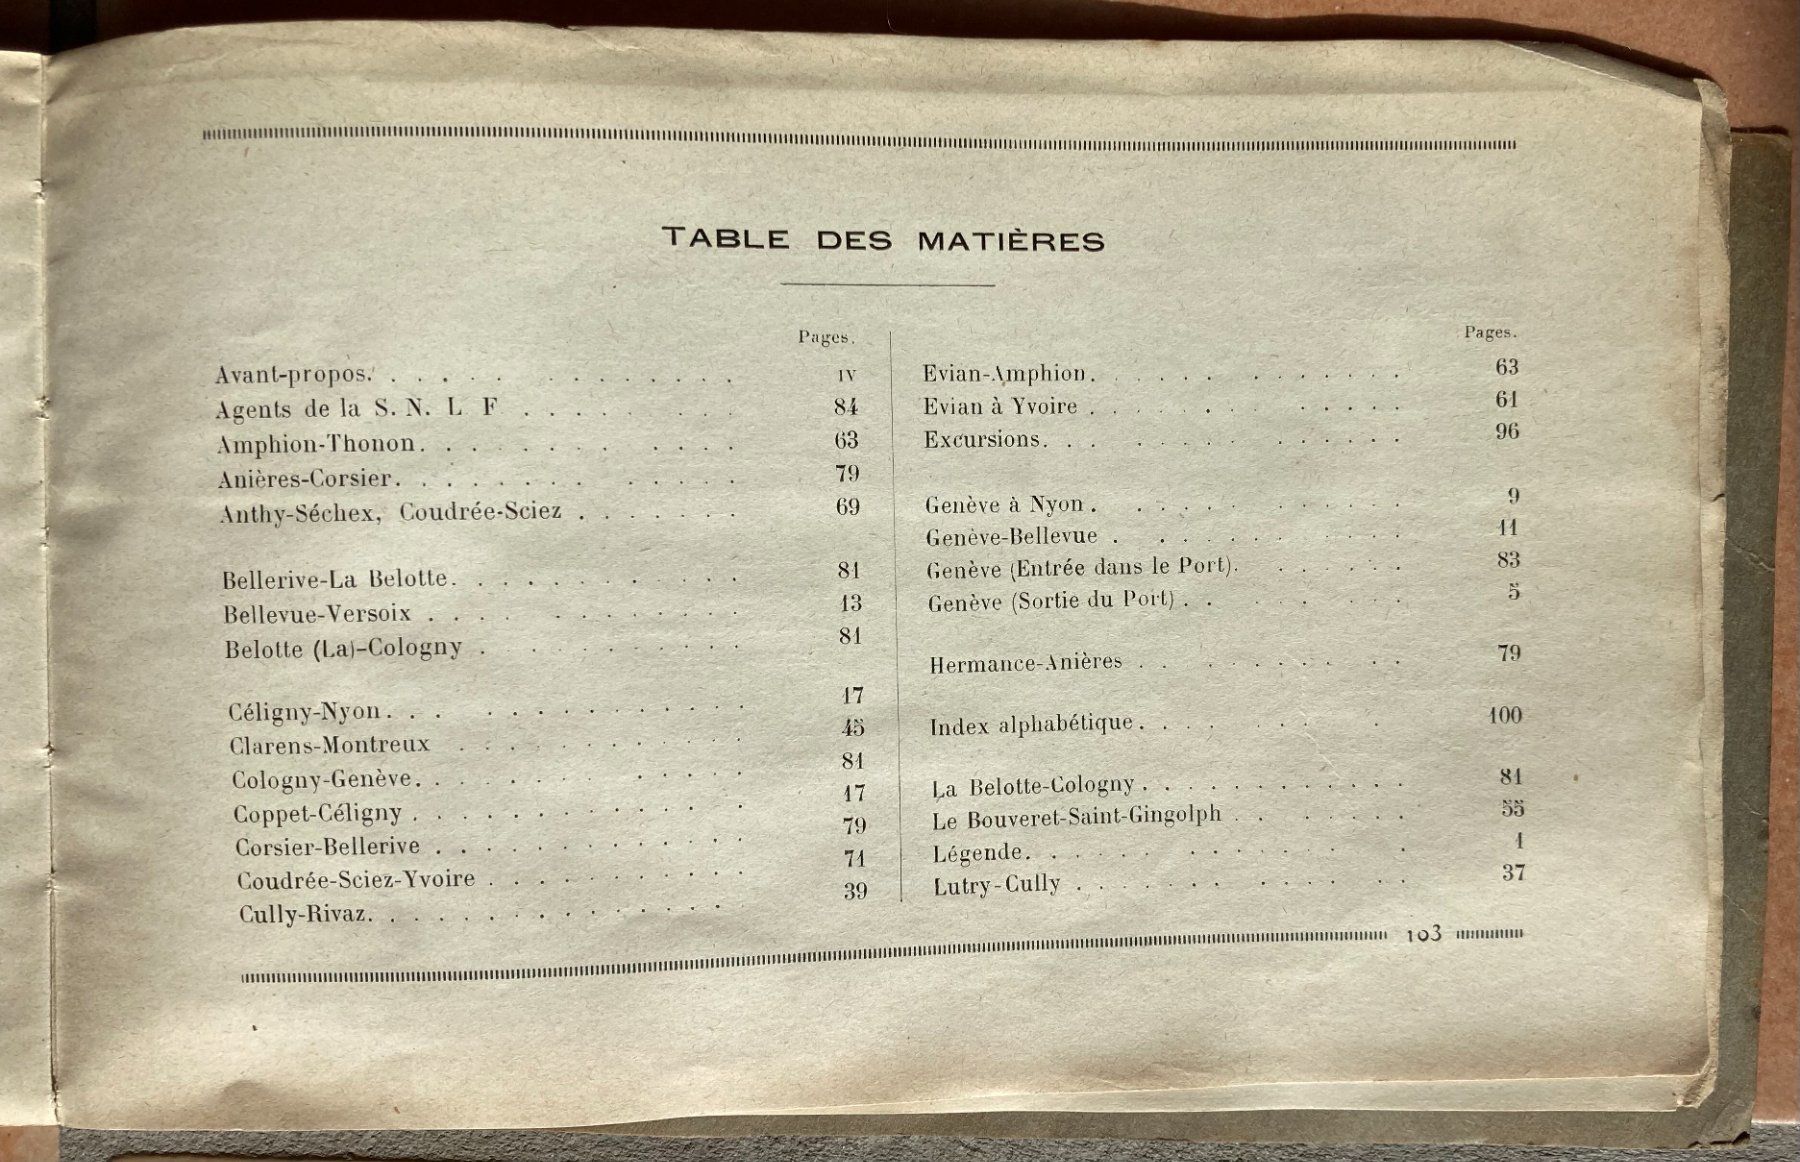 TABLE DES MATIÈRES
Pages.
Avant-propos. IV
Agents de la S. N. L F 84
Amphion-Thonon. 63
Anières-Corsier. 79
Anthy-Séchex, Coudrée-Sciez 69
Bellerive-La Belotte. 81
Bellevue-Versoix 13
Belotte (La)-Cologny 81
Céligny-Nyon. 17
Clarens-Montreux 45
Cologny-Genève. 81
Coppet-Céligny 17
Corsier-Bellerive 79
Coudrée-Sciez-Yvoire 71
Cully-Rivaz. 39
Pages.
Evian-Amphion. 63
Evian à Yvoire 61
Excursions. 96
Genève à Nyon. 9
Genève-Bellevue 11
Genève (Entrée dans le Port). 83
Genève (Sortie du Port) 5
Hermance-Anières 79
Index alphabétique. 100
La Belotte-Cologny 81
Le Bouveret-Saint-Gingolph 55
Légende. 1
Lutry-Cully 37
103